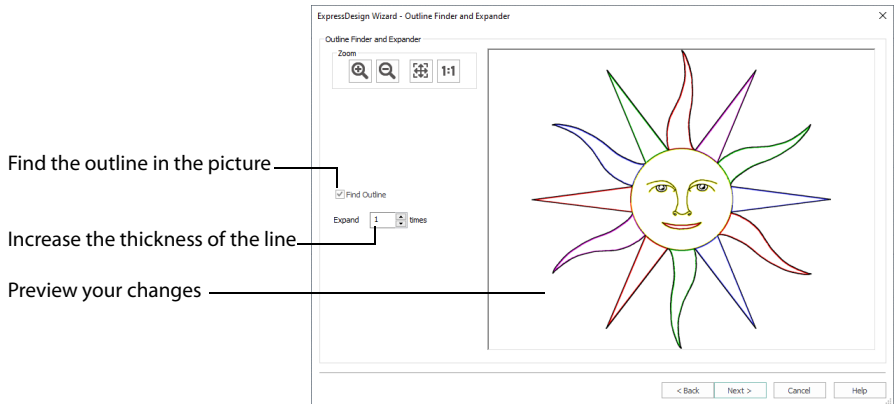 ExpressDesign Wizard - Outline Finder and Expander
Outline Finder and Expander
Zoom
1:1
Find the outline in the picture
Find Outline
Expand 1 times
Increase the thickness of the line
Preview your changes
< Back Next > Cancel Help